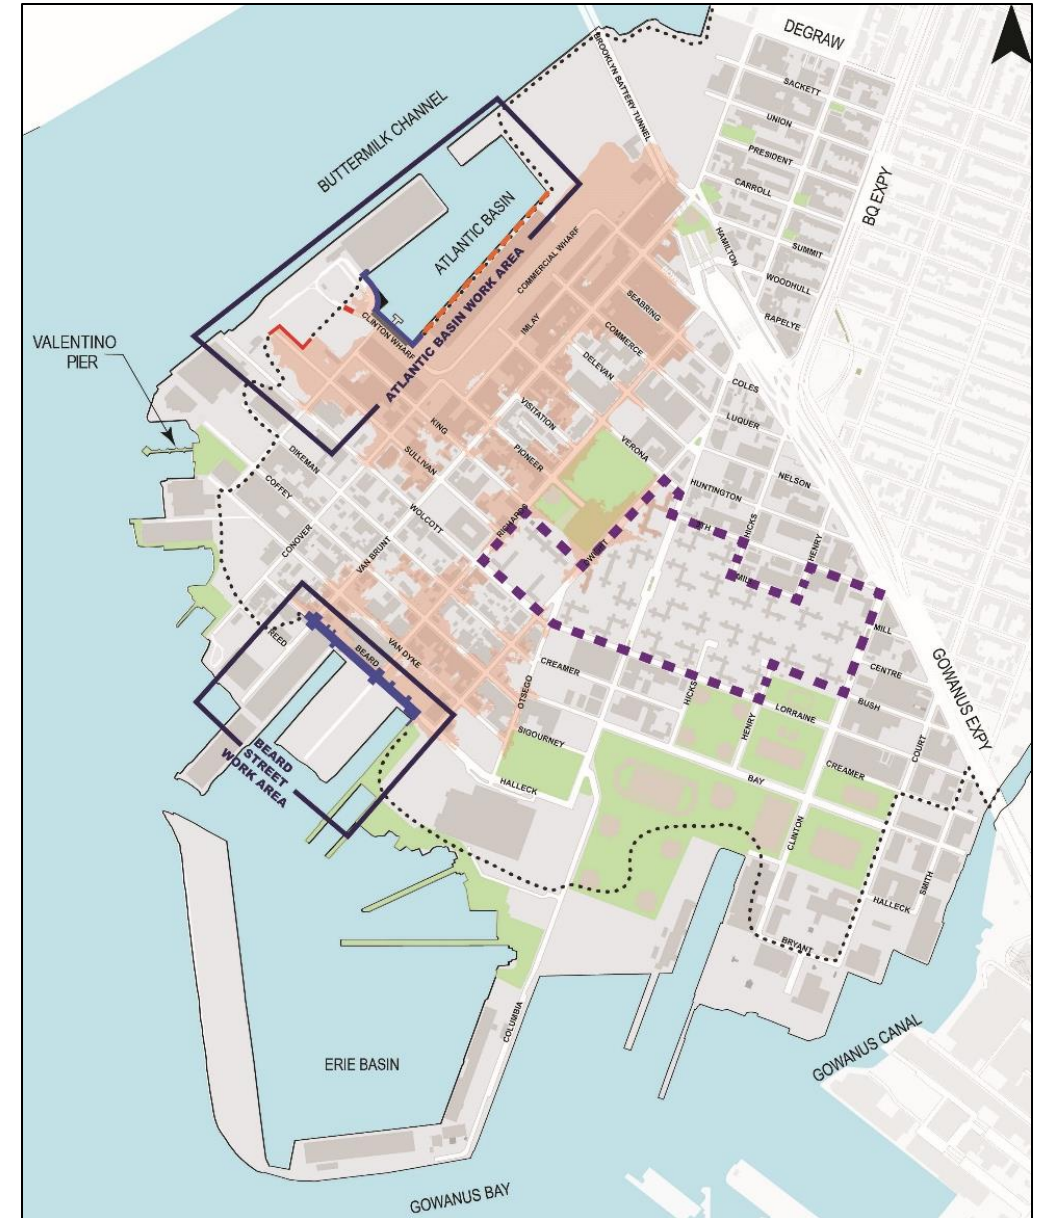 DEGRAW
SACKETT
UNION
PRESIDENT
CARROLL
SUMMIT
WOODHULL
RAPELYE
BROOKLYN BATTERY TUNNEL
HAMILTON
BQ EXPY
BUTTERMILK CHANNEL
ATLANTIC BASIN
ATLANTIC BASIN WORK AREA
COMMERCIAL WHARF
CLINTON WHARF
IMLAY
SEABRING
COMMERCE
DELEVAN
VISITATION
VERONA
PIONEER
KING
SULLIVAN
WOLCOTT
RICHARDS
DWIGHT
VALENTINO
PIER
DIKEMAN
COFFEY
CONOVER
VAN BRUNT
COLES
LUQUER
NELSON
HUNTINGTON
9TH
HICKS
HENRY
MILL
MILL
CENTRE
BUSH
GOWANUS EXPY
REED
BEARD
VAN DYKE
BEARD
STREET
WORK AREA
CREAMER
OTSEGO
SIGOURNEY
HALLECK
HICKS
HENRY
LORRAINE
BAY
CREAMER
COURT
CLINTON
SMITH
HALLECK
BRYANT
COLUMBIA
ERIE BASIN
GOWANUS CANAL
GOWANUS BAY